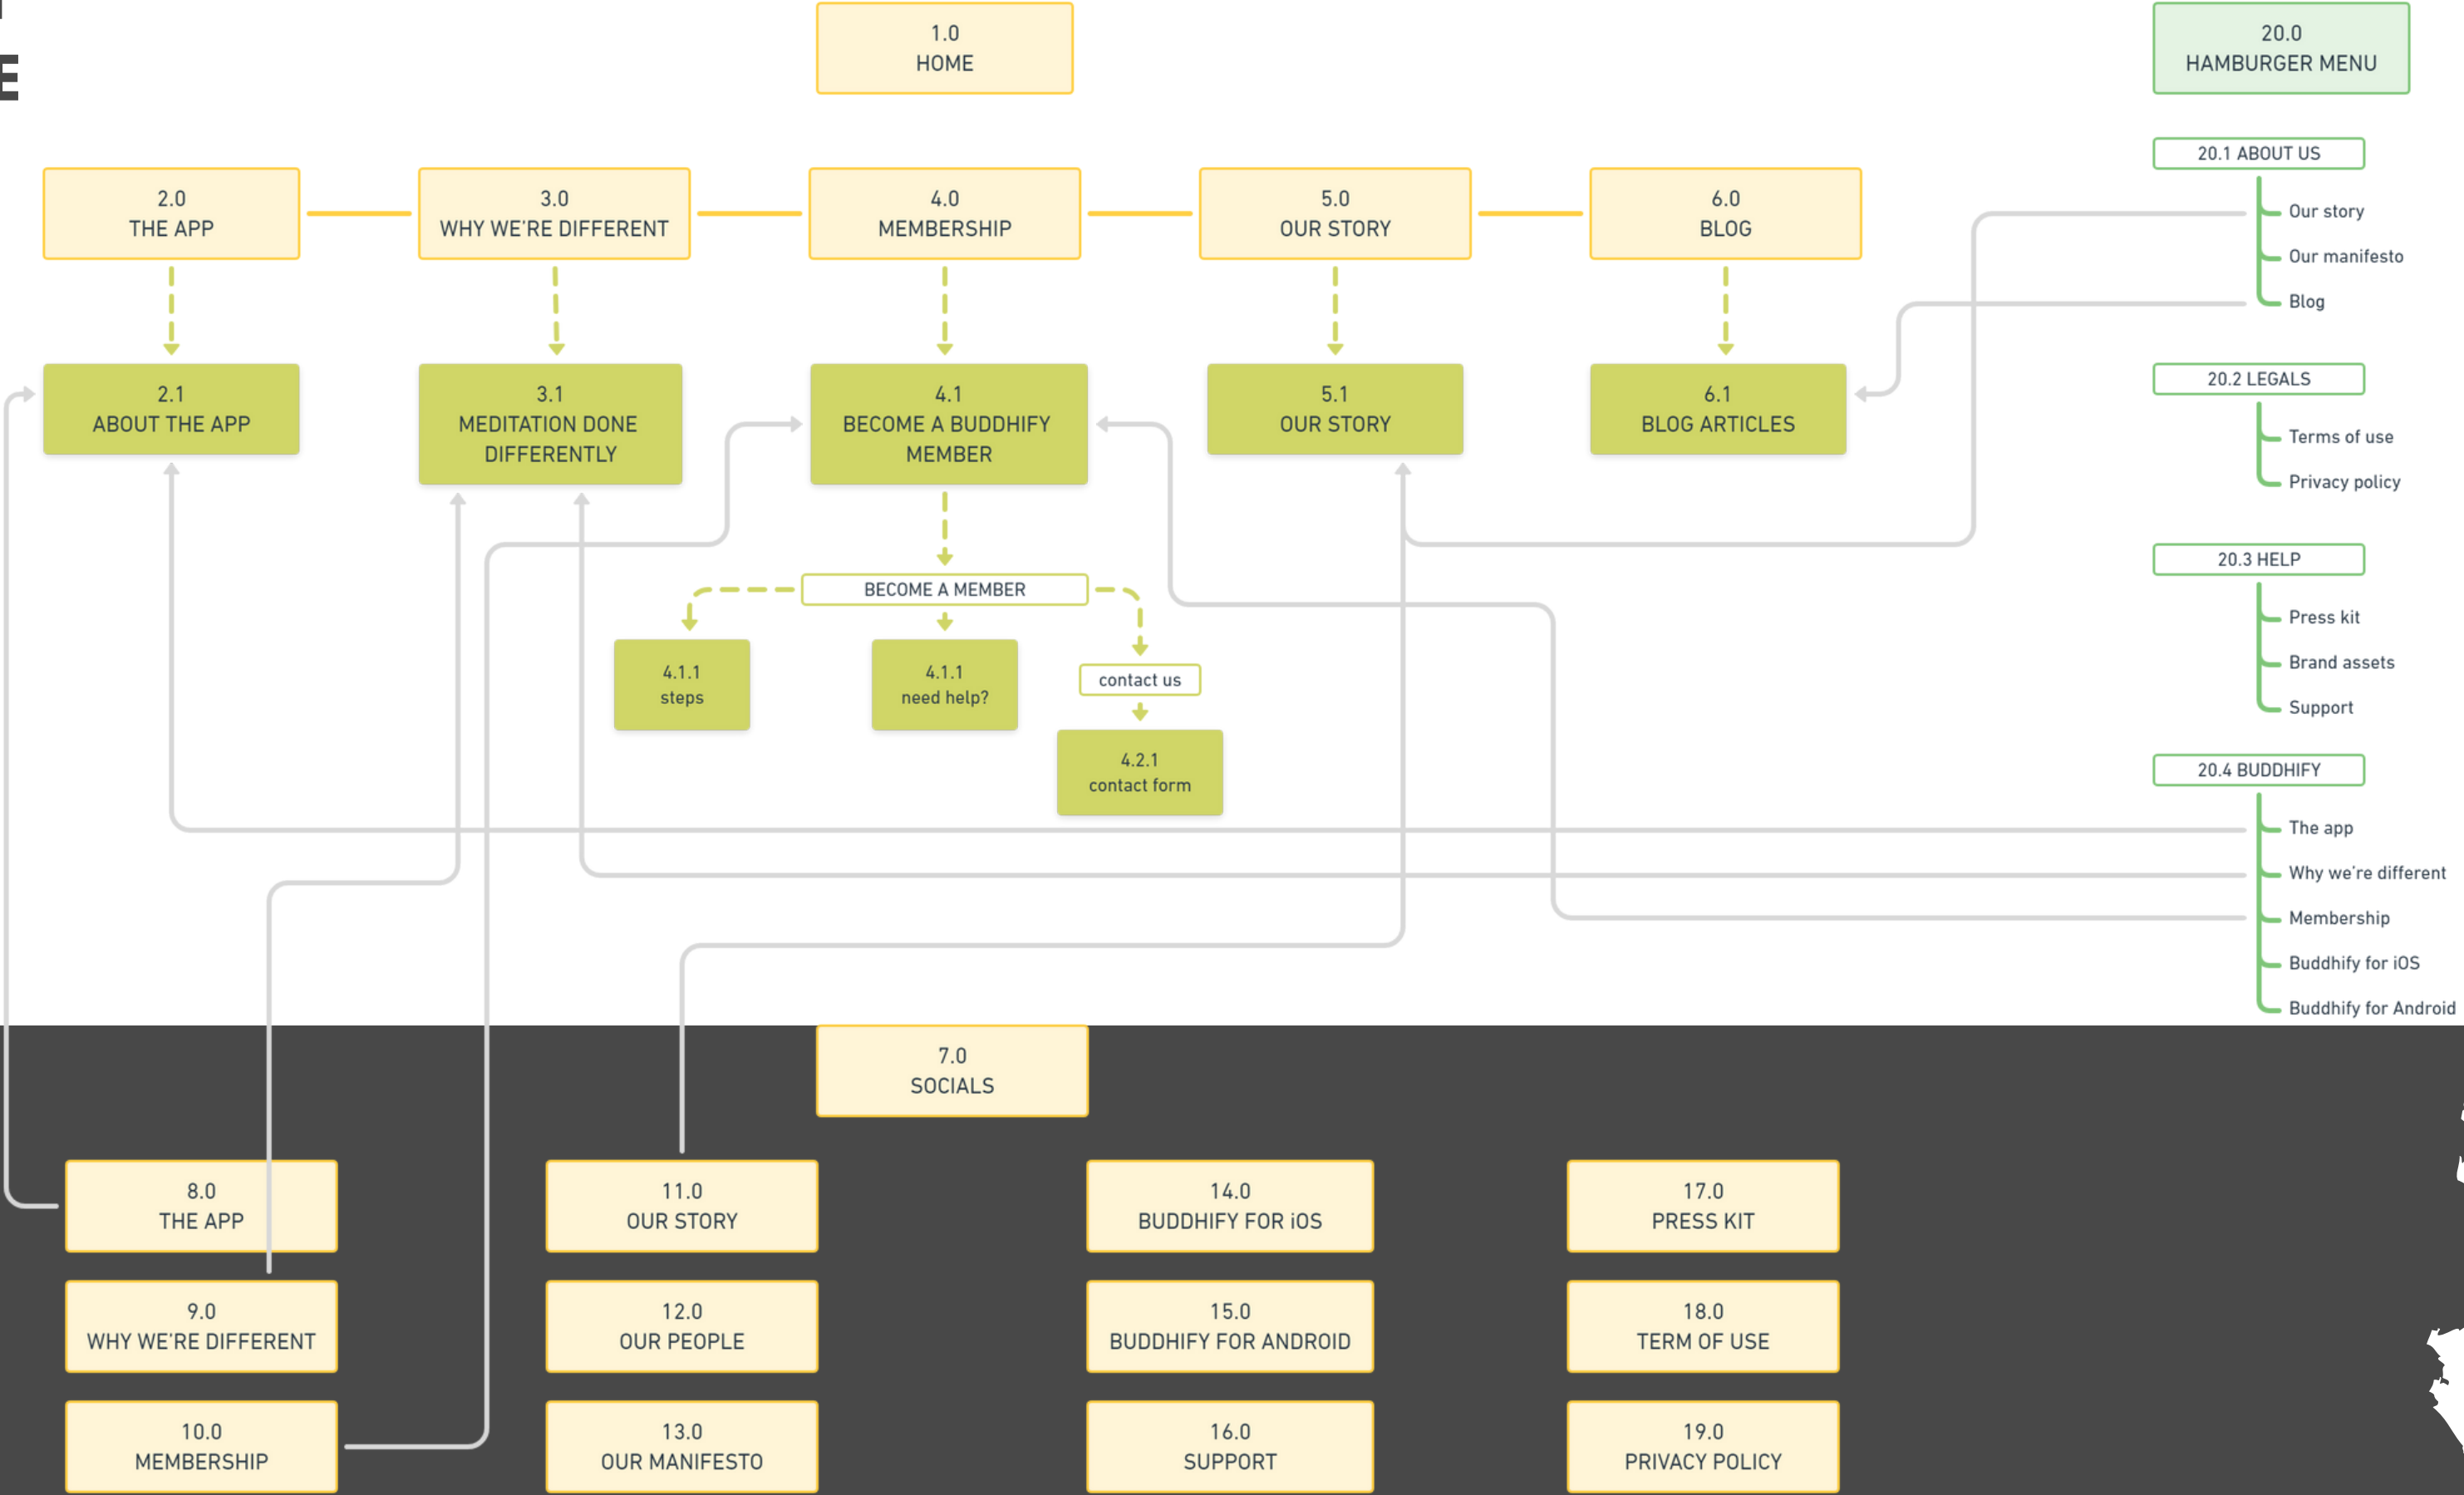 E
1.0
HOME
20.0
HAMBURGER MENU
20.1 ABOUT US
Our story
Our manifesto
Blog
2.0
THE APP
3.0
WHY WE'RE DIFFERENT
4.0
MEMBERSHIP
5.0
OUR STORY
6.0
BLOG
2.1
ABOUT THE APP
3.1
MEDITATION DONE
DIFFERENTLY
4.1
BECOME A BUDDHIFY
MEMBER
5.1
OUR STORY
6.1
BLOG ARTICLES
20.2 LEGALS
Terms of use
Privacy policy
BECOME A MEMBER
4.1.1
steps
4.1.1
need help?
contact us
4.2.1
contact form
20.3 HELP
Press kit
Brand assets
Support
20.4 BUDDHIFY
The app
Why we're different
Membership
Buddhify for iOS
Buddhify for Android
7.0
SOCIALS
8.0
THE APP
11.0
OUR STORY
14.0
BUDDHIFY FOR iOS
17.0
PRESS KIT
9.0
WHY WE'RE DIFFERENT
12.0
OUR PEOPLE
15.0
BUDDHIFY FOR ANDROID
18.0
TERM OF USE
10.0
MEMBERSHIP
13.0
OUR MANIFESTO
16.0
SUPPORT
19.0
PRIVACY POLICY